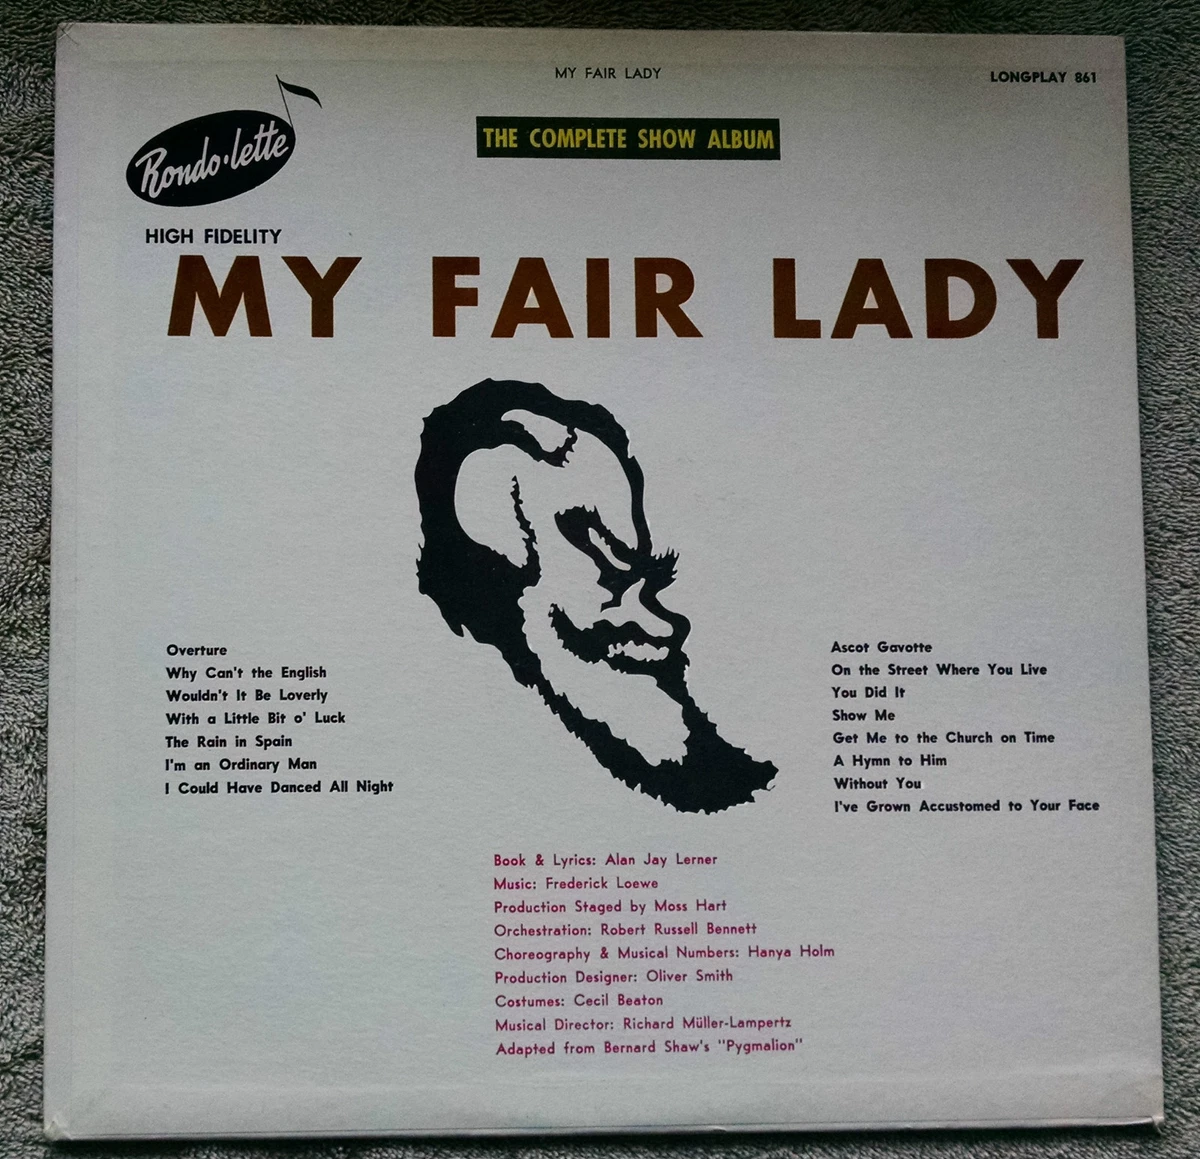 MY FAIR LADY
LONGPLAY 861
Rondo•lette
THE COMPLETE SHOW ALBUM
HIGH FIDELITY
MY FAIR LADY
Overture
Why Can't the English
Wouldn't It Be Loverly
With a Little Bit o' Luck
The Rain in Spain
I'm an Ordinary Man
I Could Have Danced All Night
Ascot Gavotte
On the Street Where You Live
You Did It
Show Me
Get Me to the Church on Time
A Hymn to Him
Without You
I've Grown Accustomed to Your Face
Book & Lyrics: Alan Jay Lerner
Music: Frederick Loewe
Production Staged by Moss Hart
Orchestration: Robert Russell Bennett
Choreography & Musical Numbers: Hanya Holm
Production Designer: Oliver Smith
Costumes: Cecil Beaton
Musical Director: Richard Müller-Lampertz
Adapted from Bernard Shaw's "Pygmalion"